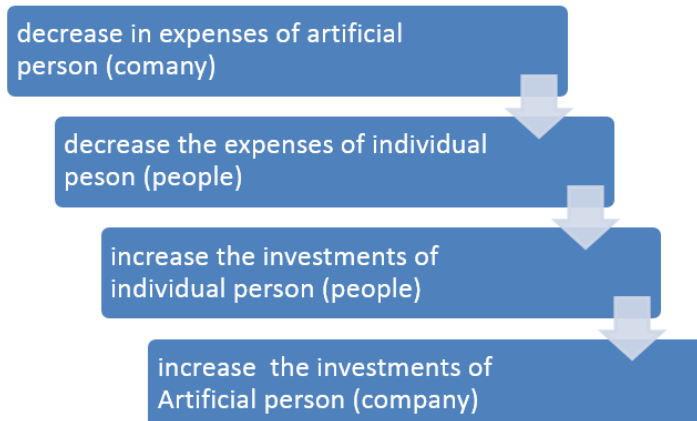 decrease in expenses of artificial
person (comany)
decrease the expenses of individual
peson (people)
increase the investments of
individual person (people)
increase  the investments of
Artificial person (company)